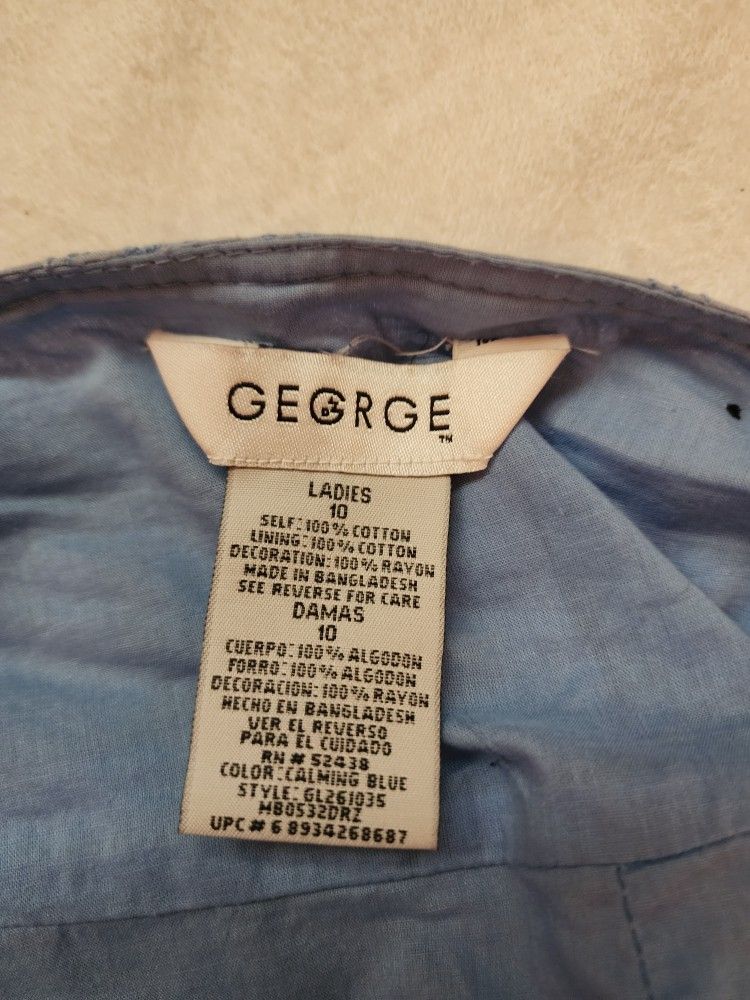 GEORGE
TM
LADIES
10
SELF:100% COTTON
LINING:100% COTTON
DECORATION:100% RAYON
MADE IN BANGLADESH
SEE REVERSE FOR CARE
DAMAS
10
CUERPO:100% ALGODON
FORRO:100% ALGODON
DECORACION:100% RAYON
HECHO EN BANGLADESH
VER EL REVERSO
PARA EL CUIDADO
RN # 52438
COLOR:CALMING BLUE
STYLE:GL261035
MB0532DRZ
UPC # 6 8934268687